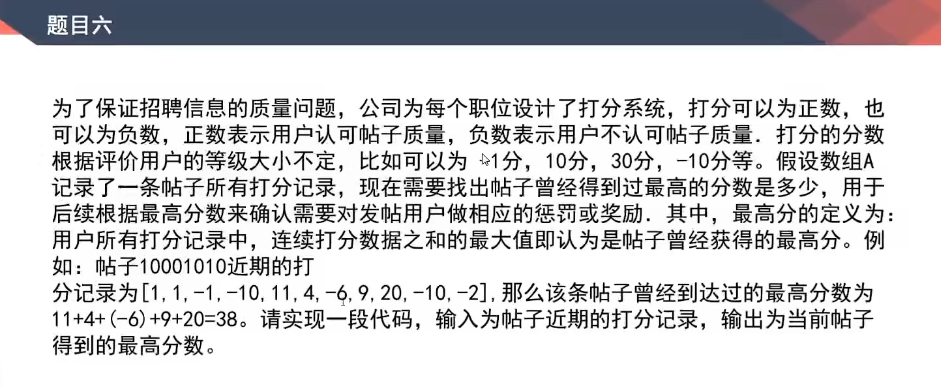 题目六
为了保证招聘信息的质量问题，公司为每个职位设计了打分系统，打分可以为正数，也
可以为负数，正数表示用户认可帖子质量，负数表示用户不认可帖子质量．打分的分数
根据评价用户的等级大小不定，比如可以为 -1分，10分，30分，-10分等。假设数组A
记录了一条帖子所有打分记录，现在需要找出帖子曾经得到过最高的分数是多少，用于
后续根据最高分数来确认需要对发帖用户做相应的惩罚或奖励．其中，最高分的定义为：
用户所有打分记录中，连续打分数据之和的最大值即认为是帖子曾经获得的最高分。例
如：帖子10001010近期的打
分记录为[1,1,-1,-10,11,4,-6,9,20,-10,-2],那么该条帖子曾经到达过的最高分数为
11+4+(-6)+9+20=38。请实现一段代码，输入为帖子近期的打分记录，输出为当前帖子
得到的最高分数。